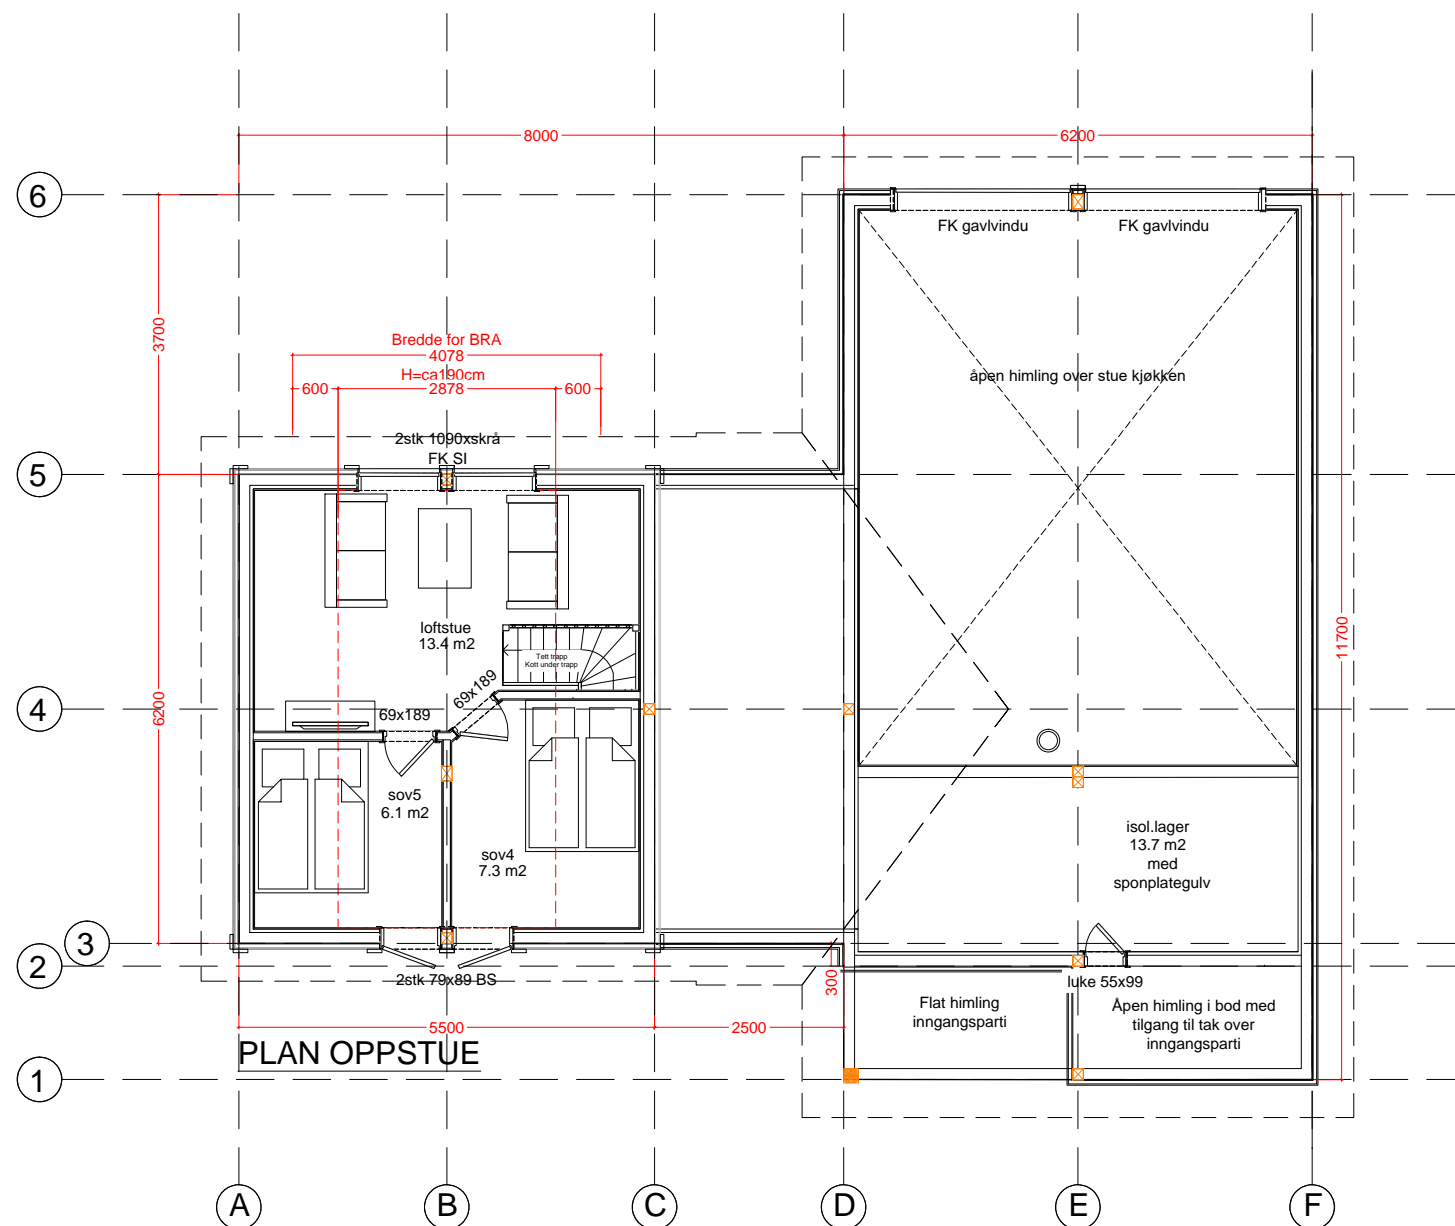 8000
6200
6
FK gavlvindu
FK gavlvindu
3700
Bredde for BRA
4078
H=ca190cm
600
2878
600
åpen himling over stue kjøkken
2stk 1090xskrå
FK SI
5
loftstue
13.4 m2
Tett trapp
Kott under trapp
11700
69x189
69x189
4
6200
sov5
6.1 m2
sov4
7.3 m2
isol.lager
13.7 m2
med
sponplategulv
3
2
2stk 79x89 BS
300
luke 55x99
Flat himling
inngangsparti
Åpen himling i bod med
tilgang til tak over
inngangsparti
5500
2500
PLAN OPPSTUE
1
A
B
C
D
E
F